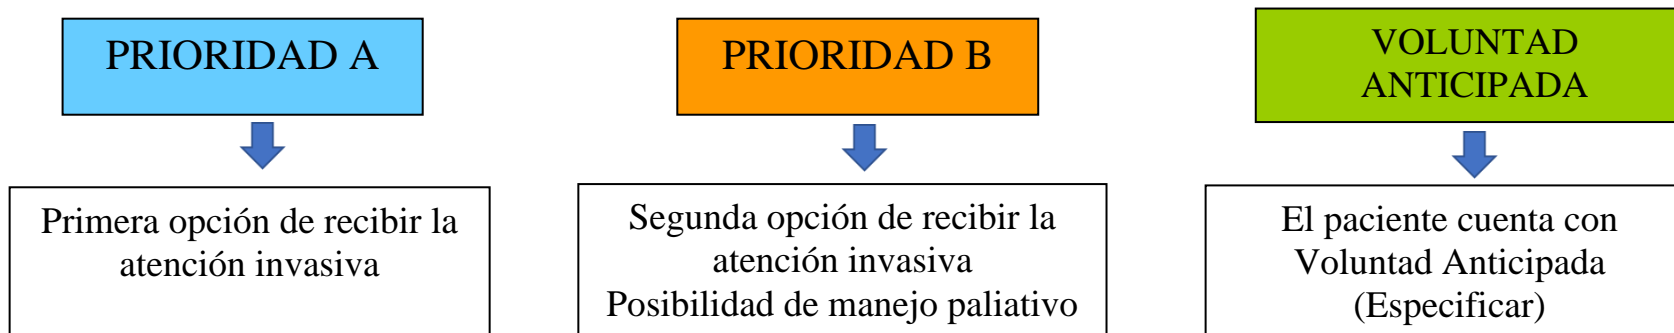 PRIORIDAD A
Primera opción de recibir la
atención invasiva
PRIORIDAD B
Segunda opción de recibir la
atención invasiva
Posibilidad de manejo paliativo
VOLUNTAD
ANTICIPADA
El paciente cuenta con
Voluntad Anticipada
(Especificar)